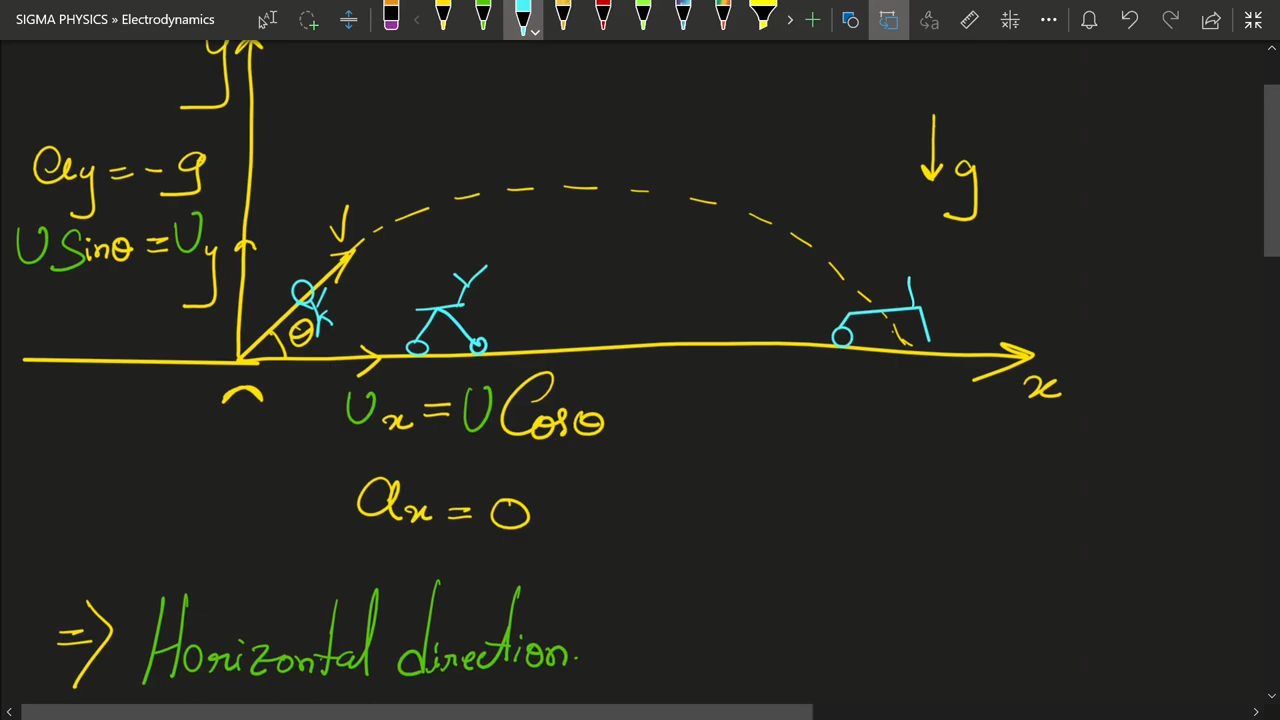 SIGMA PHYSICS » Electrodynamics
y
ay = -g
g
U Sinθ = Uy
V
θ
x
Ux = U Cosθ
ax = 0
=> Horizontal direction.